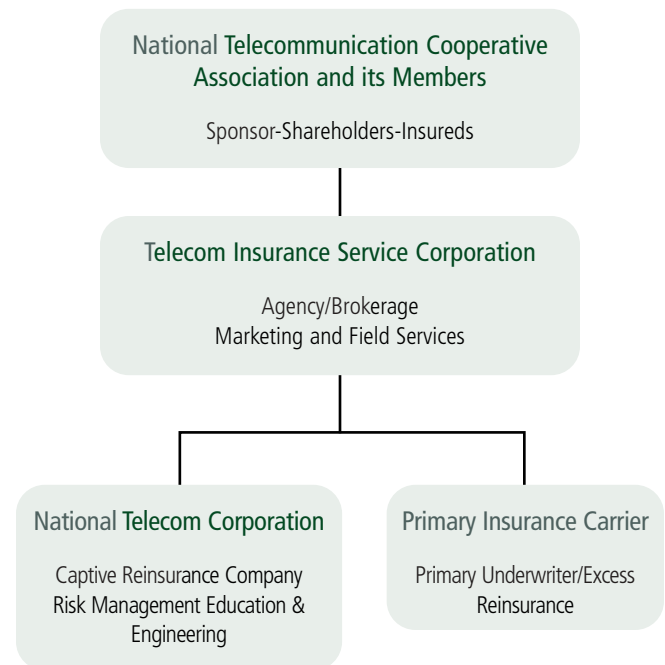 National Telecommunication Cooperative
Association and its Members
Sponsor-Shareholders-Insureds
Telecom Insurance Service Corporation
Agency/Brokerage
Marketing and Field Services
National Telecom Corporation
Captive Reinsurance Company
Risk Management Education &
Engineering
Primary Insurance Carrier
Primary Underwriter/Excess
Reinsurance